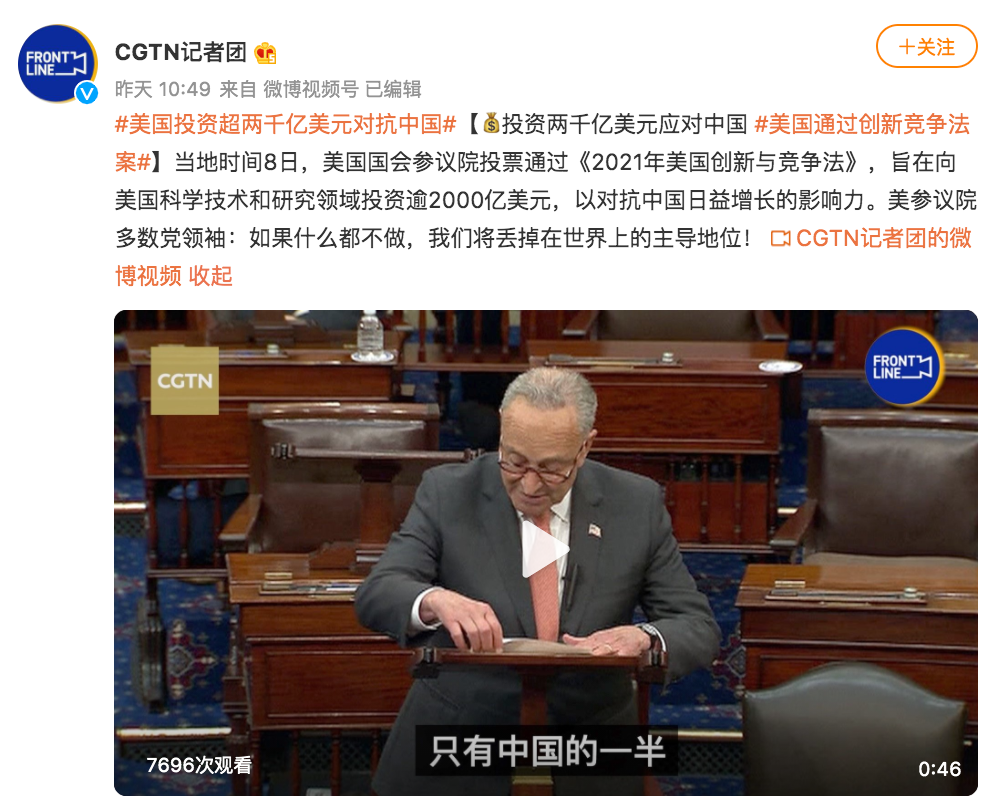 FRONT
LINE
CGTN记者团
+关注
昨天 10:49 来自 微博视频号 已编辑
#美国投资超两千亿美元对抗中国#【💰投资两千亿美元应对中国 #美国通过创新竞争法
案#】当地时间8日，美国国会参议院投票通过《2021年美国创新与竞争法》，旨在向
美国科学技术和研究领域投资逾2000亿美元，以对抗中国日益增长的影响力。美参议院
多数党领袖：如果什么都不做，我们将丢掉在世界上的主导地位！ CGTN记者团的微
博视频 收起
CGTN
FRONT
LINE
只有中国的一半
7696次观看
0:46